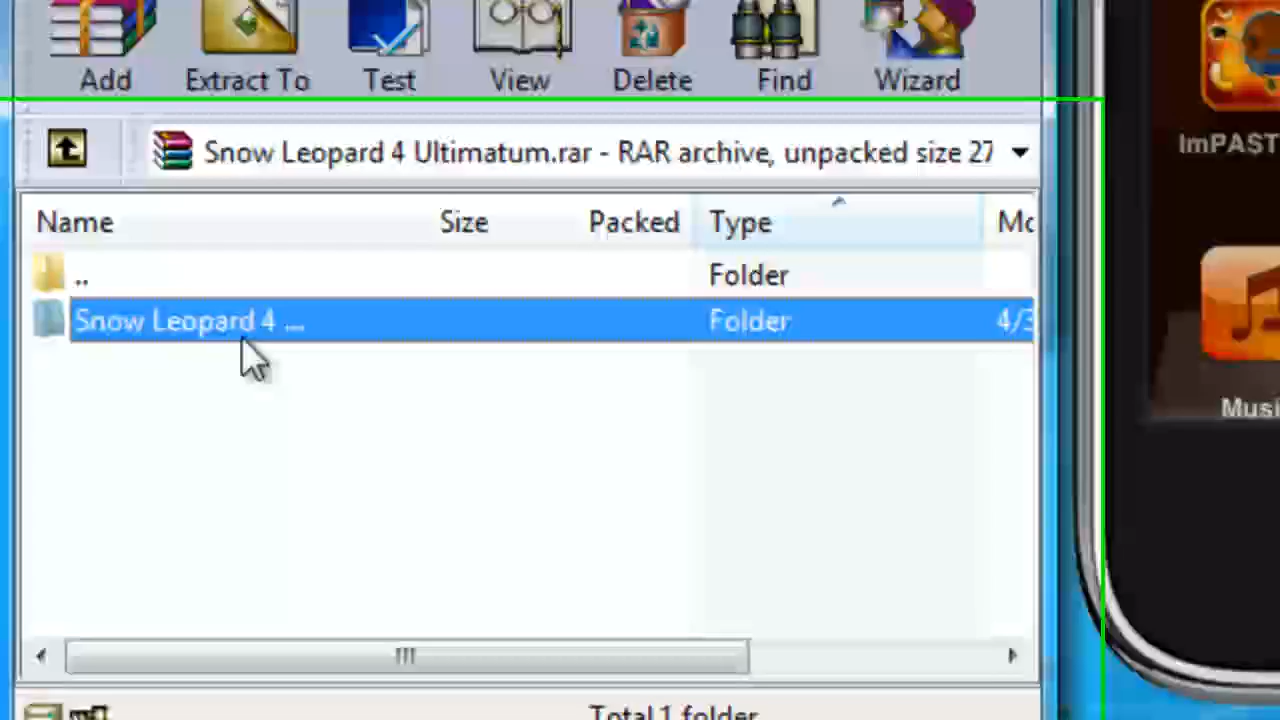 Add Extract To Test View Delete Find Wizard
Snow Leopard 4 Ultimatum.rar - RAR archive, unpacked size 27
Name Size Packed Type Mo
.. Folder
Snow Leopard 4 ... Folder 4/3
Total 1 folder
ImPAST
Musi